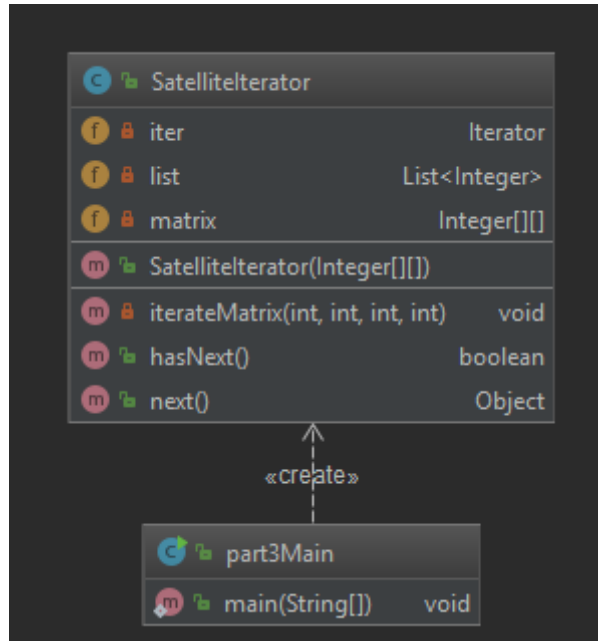 SatelliteIterator
iter Iterator
list List<Integer>
matrix Integer[][]
SatelliteIterator(Integer[][])
iterateMatrix(int, int, int, int) void
hasNext() boolean
next() Object
«create»
part3Main
main(String[]) void